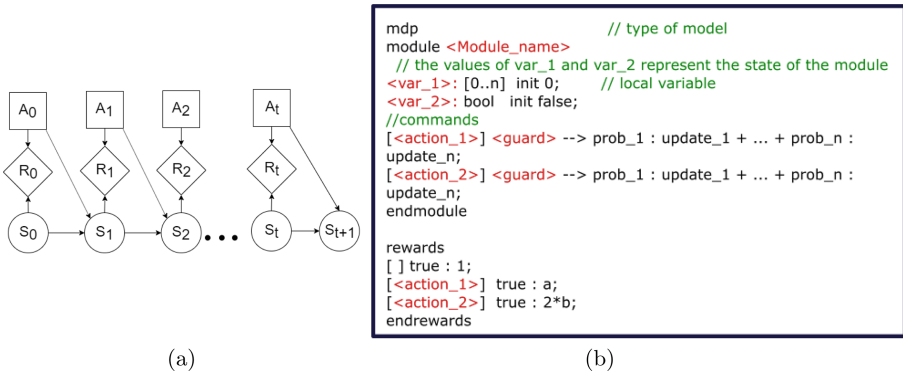 A0 A1 A2 At
R0 R1 R2 Rt
S0 S1 S2 ••• St St+1
(a)
mdp // type of model
module <Module_name>
// the values of var_1 and var_2 represent the state of the module
<var_1>: [0..n] init 0; // local variable
<var_2>: bool init false;
//commands
[<action_1>] <guard> --> prob_1 : update_1 + ... + prob_n :
update_n;
[<action_2>] <guard> --> prob_1 : update_1 + ... + prob_n :
update_n;
endmodule
rewards
[ ] true : 1;
[<action_1>] true : a;
[<action_2>] true : 2*b;
endrewards
(b)